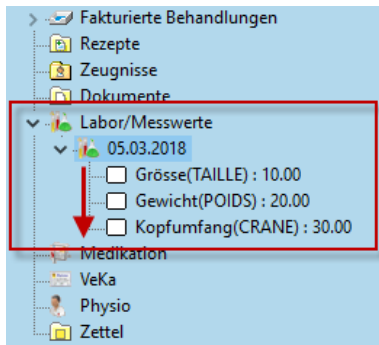 Fakturierte Behandlungen
Rezepte
Zeugnisse
Dokumente
Labor/Messwerte
05.03.2018
Grösse(TAILLE) : 10.00
Gewicht(POIDS) : 20.00
Kopfumfang(CRANE) : 30.00
Medikation
VeKa
Physio
Zettel